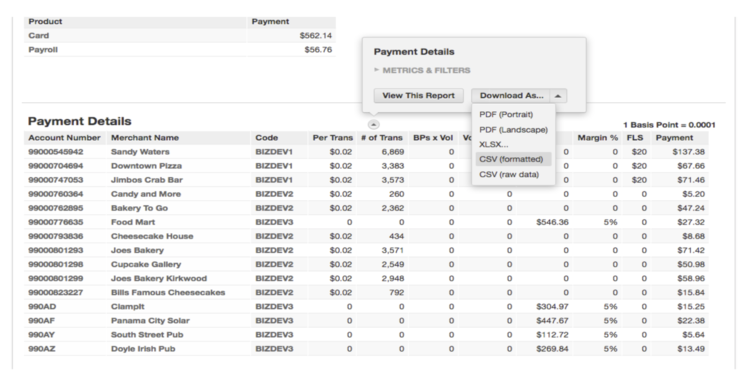 Product Payment
Card $562.14
Payroll $56.76
Payment Details
METRICS & FILTERS
View This Report Download As...
PDF (Portrait)
PDF (Landscape)
XLSX...
CSV (formatted)
CSV (raw data)
Payment Details
1 Basis Point = 0.0001
Account Number Merchant Name Code Per Trans # of Trans BPs x Vol Margin % FLS Payment
99000545942 Sandy Waters BIZDEV1 $0.02 6,869 0 0 0 $20 $137.38
99000704694 Downtown Pizza BIZDEV1 $0.02 3,383 0 0 0 $20 $67.66
99000747053 Jimbos Crab Bar BIZDEV1 $0.02 3,573 0 0 0 $20 $71.46
99000760364 Candy and More BIZDEV2 $0.02 260 0 0 0 0 0 $5.20
99000762895 Bakery To Go BIZDEV2 $0.02 2,362 0 0 0 0 0 $47.24
99000776635 Food Mart BIZDEV3 0 0 0 0 $546.36 5% 0 $27.32
99000793836 Cheesecake House BIZDEV2 $0.02 434 0 0 0 0 0 $8.68
99000801293 Joes Bakery BIZDEV2 $0.02 3,571 0 0 0 0 0 $71.42
99000801298 Cupcake Gallery BIZDEV2 $0.02 2,549 0 0 0 0 0 $50.98
99000801299 Joes Bakery Kirkwood BIZDEV2 $0.02 2,948 0 0 0 0 0 $58.96
99000823227 Bills Famous Cheesecakes BIZDEV2 $0.02 792 0 0 0 0 0 $15.84
990AD ClampIt BIZDEV3 0 0 0 0 $304.97 5% 0 $15.25
990AF Panama City Solar BIZDEV3 0 0 0 0 $447.67 5% 0 $22.38
990AY South Street Pub BIZDEV3 0 0 0 0 $112.72 5% 0 $5.64
990AZ Doyle Irish Pub BIZDEV3 0 0 0 0 $269.84 5% 0 $13.49